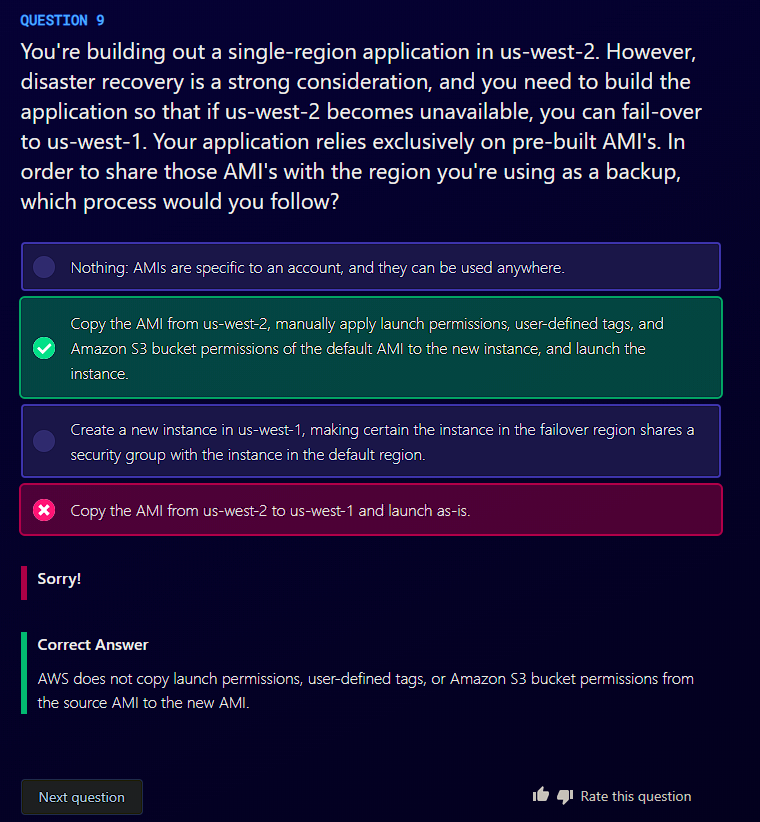 QUESTION 9
You're building out a single-region application in us-west-2. However,
disaster recovery is a strong consideration, and you need to build the
application so that if us-west-2 becomes unavailable, you can fail-over
to us-west-1. Your application relies exclusively on pre-built AMI's. In
order to share those AMI's with the region you're using as a backup,
which process would you follow?
Nothing: AMIs are specific to an account, and they can be used anywhere.
Copy the AMI from us-west-2, manually apply launch permissions, user-defined tags, and
Amazon S3 bucket permissions of the default AMI to the new instance, and launch the
instance.
Create a new instance in us-west-1, making certain the instance in the failover region shares a
security group with the instance in the default region.
Copy the AMI from us-west-2 to us-west-1 and launch as-is.
Sorry!
Correct Answer
AWS does not copy launch permissions, user-defined tags, or Amazon S3 bucket permissions from
the source AMI to the new AMI.
Next question
Rate this question